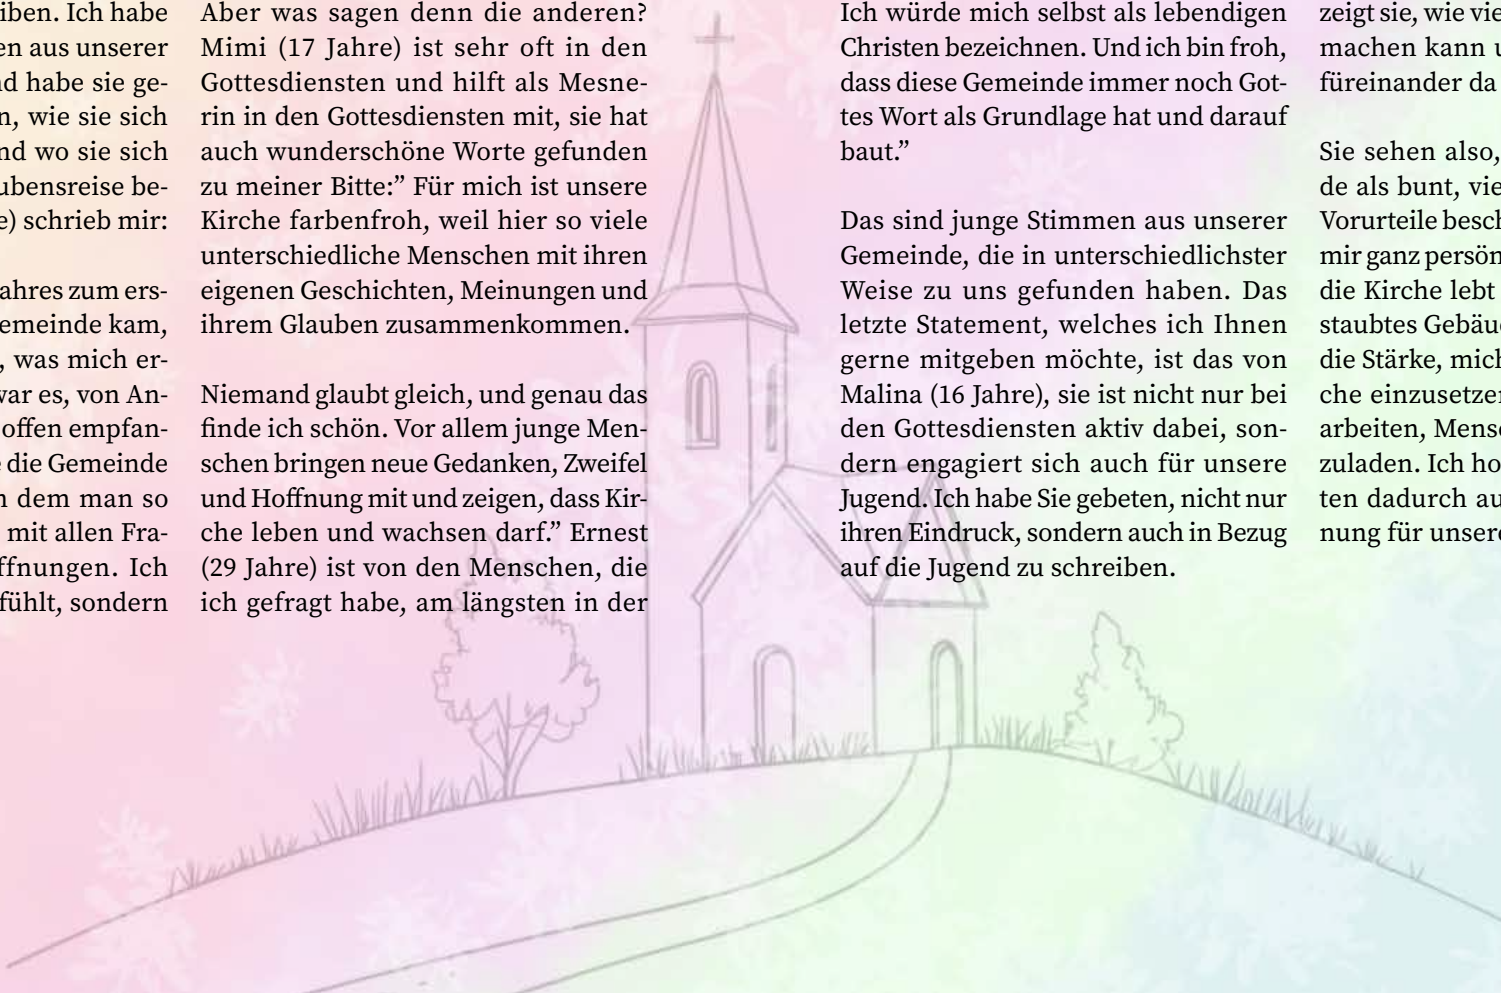 iben. Ich habe
en aus unserer
nd habe sie ge-
n, wie sie sich
nd wo sie sich
ubensreise be-
e) schrieb mir:
ahres zum ers-
emeinde kam,
, was mich er-
war es, von An-
offen empfan-
e die Gemeinde
n dem man so
mit allen Fra-
ffnungen. Ich
fühlt, sondern
Aber was sagen denn die anderen?
Mimi (17 Jahre) ist sehr oft in den
Gottesdiensten und hilft als Mesne-
rin in den Gottesdiensten mit, sie hat
auch wunderschöne Worte gefunden
zu meiner Bitte:” Für mich ist unsere
Kirche farbenfroh, weil hier so viele
unterschiedliche Menschen mit ihren
eigenen Geschichten, Meinungen und
ihrem Glauben zusammenkommen.
Niemand glaubt gleich, und genau das
finde ich schön. Vor allem junge Men-
schen bringen neue Gedanken, Zweifel
und Hoffnung mit und zeigen, dass Kir-
che leben und wachsen darf.” Ernest
(29 Jahre) ist von den Menschen, die
ich gefragt habe, am längsten in der
Ich würde mich selbst als lebendigen
Christen bezeichnen. Und ich bin froh,
dass diese Gemeinde immer noch Got-
tes Wort als Grundlage hat und darauf
baut.”
Das sind junge Stimmen aus unserer
Gemeinde, die in unterschiedlichster
Weise zu uns gefunden haben. Das
letzte Statement, welches ich Ihnen
gerne mitgeben möchte, ist das von
Malina (16 Jahre), sie ist nicht nur bei
den Gottesdiensten aktiv dabei, son-
dern engagiert sich auch für unsere
Jugend. Ich habe Sie gebeten, nicht nur
ihren Eindruck, sondern auch in Bezug
auf die Jugend zu schreiben.
zeigt sie, wie vie
machen kann u
füreinander da
Sie sehen also,
de als bunt, vie
Vorurteile besch
mir ganz persön
die Kirche lebt
staubtes Gebäud
die Stärke, mich
che einzusetzen
arbeiten, Mensc
zuladen. Ich ho
ten dadurch au
nung für unsere